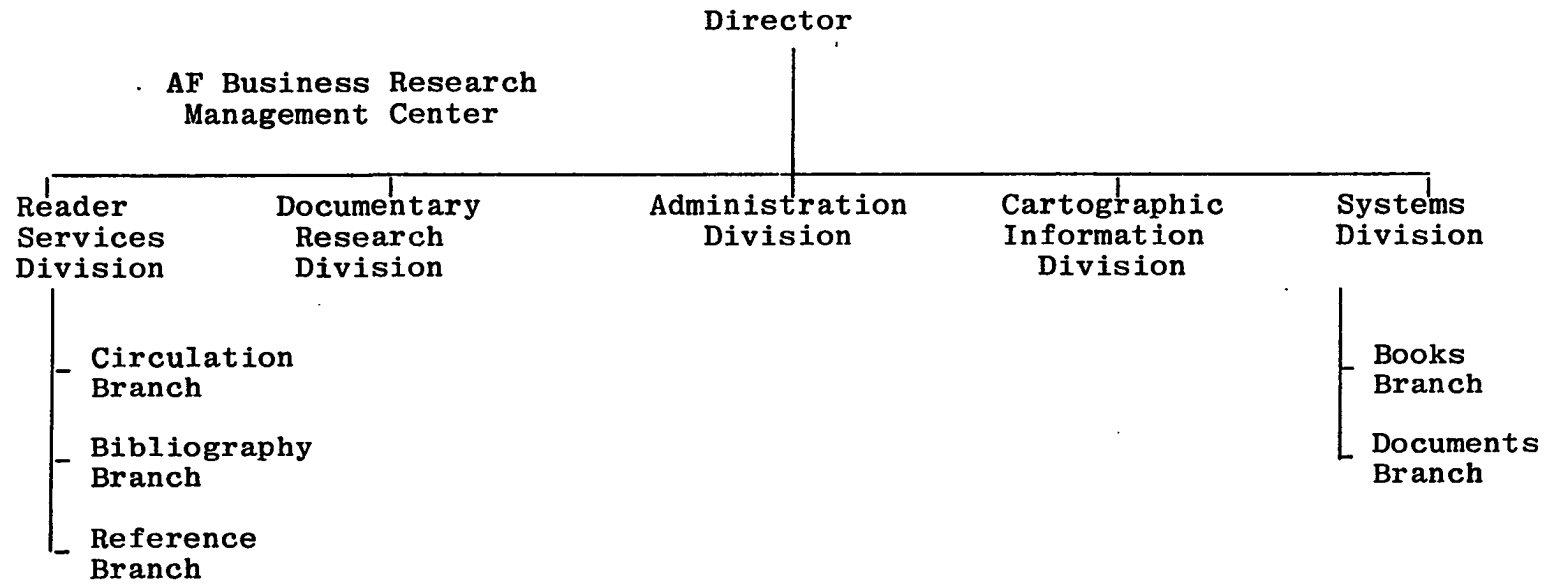 Director
AF Business Research
Management Center
Reader
Services
Division
Documentary
Research
Division
Administration
Division
Cartographic
Information
Division
Systems
Division
Circulation
Branch
Bibliography
Branch
Reference
Branch
Books
Branch
Documents
Branch